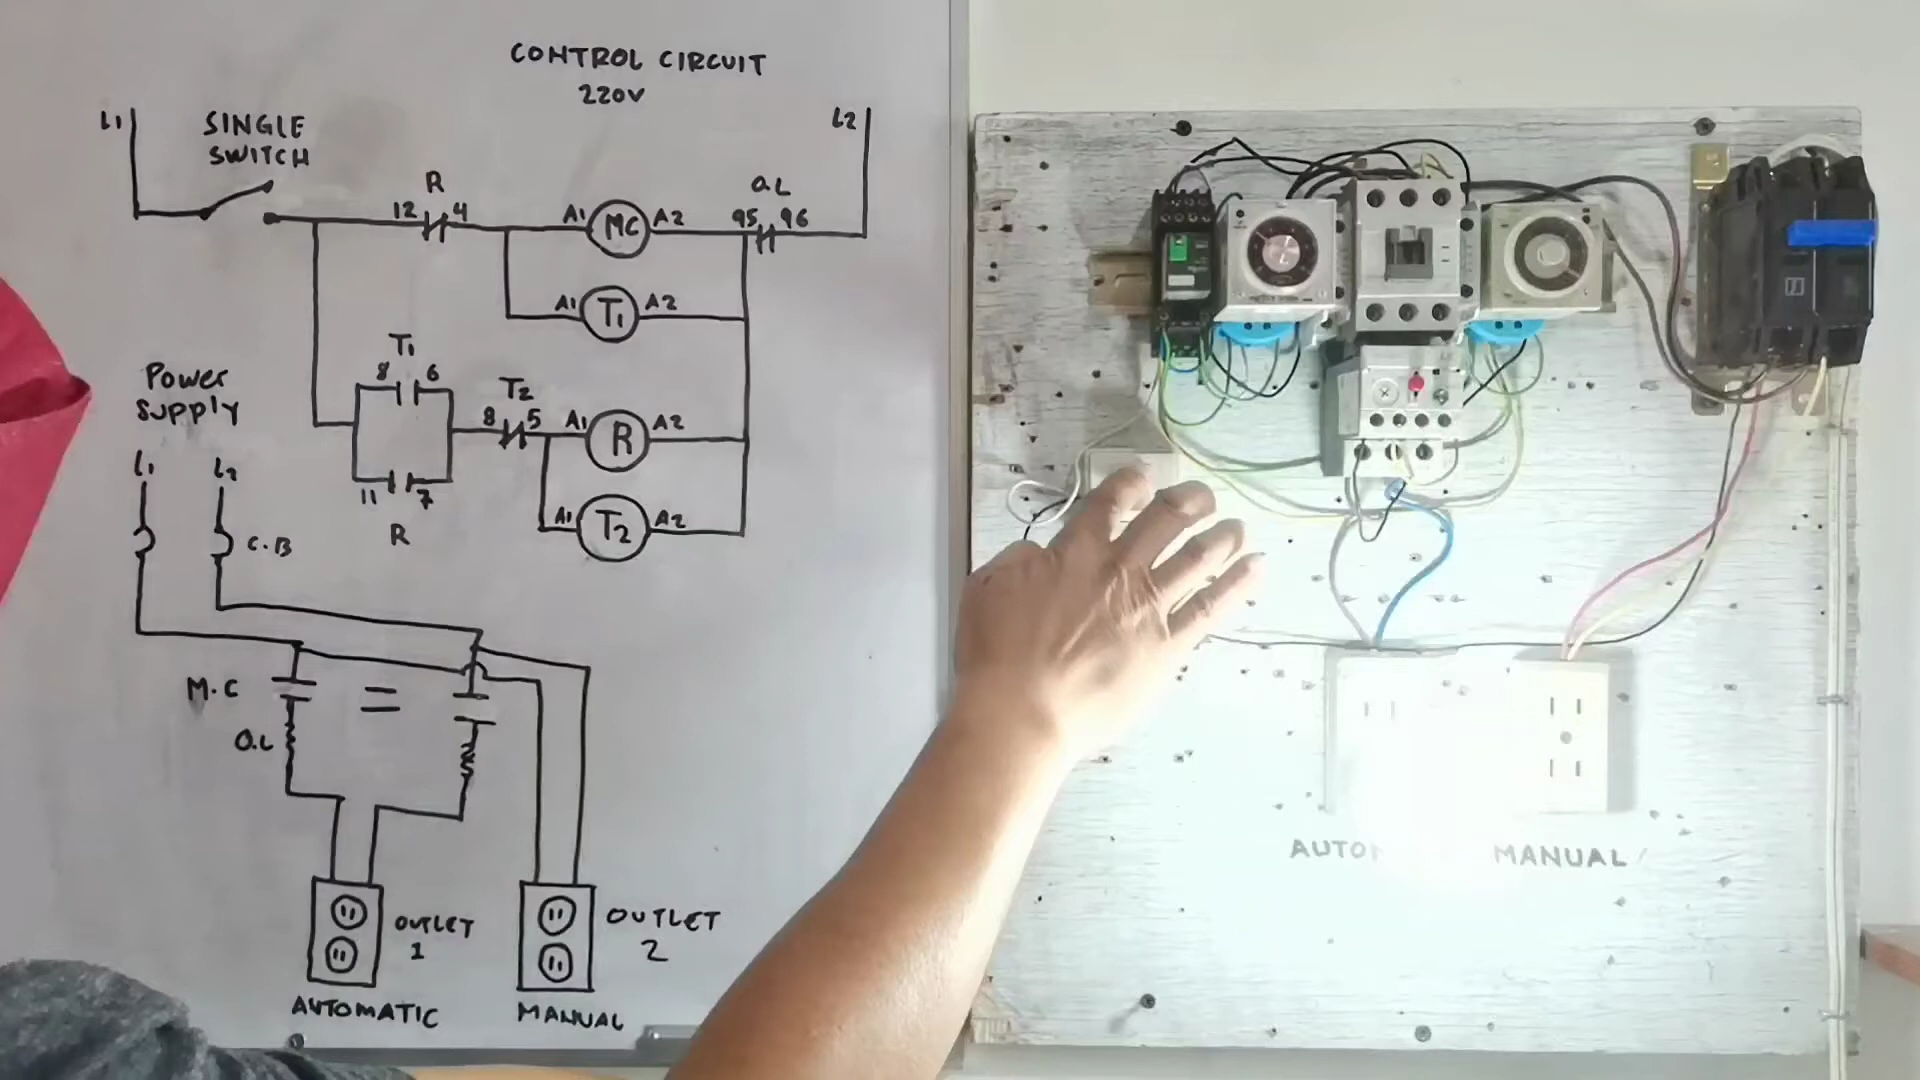 CONTROL CIRCUIT
220V
L1
SINGLE
SWITCH
L2
R
O.L
12 4
A1 MC A2
95 96
A1 T1 A2
T1
8 6
T2
8 5
A1 R A2
11 7
R
A1 T2 A2
Power
Supply
L1 L2
C.B
M.C
O.L
OUTLET
1
OUTLET
2
AUTOMATIC
MANUAL
AUTO
MANUAL